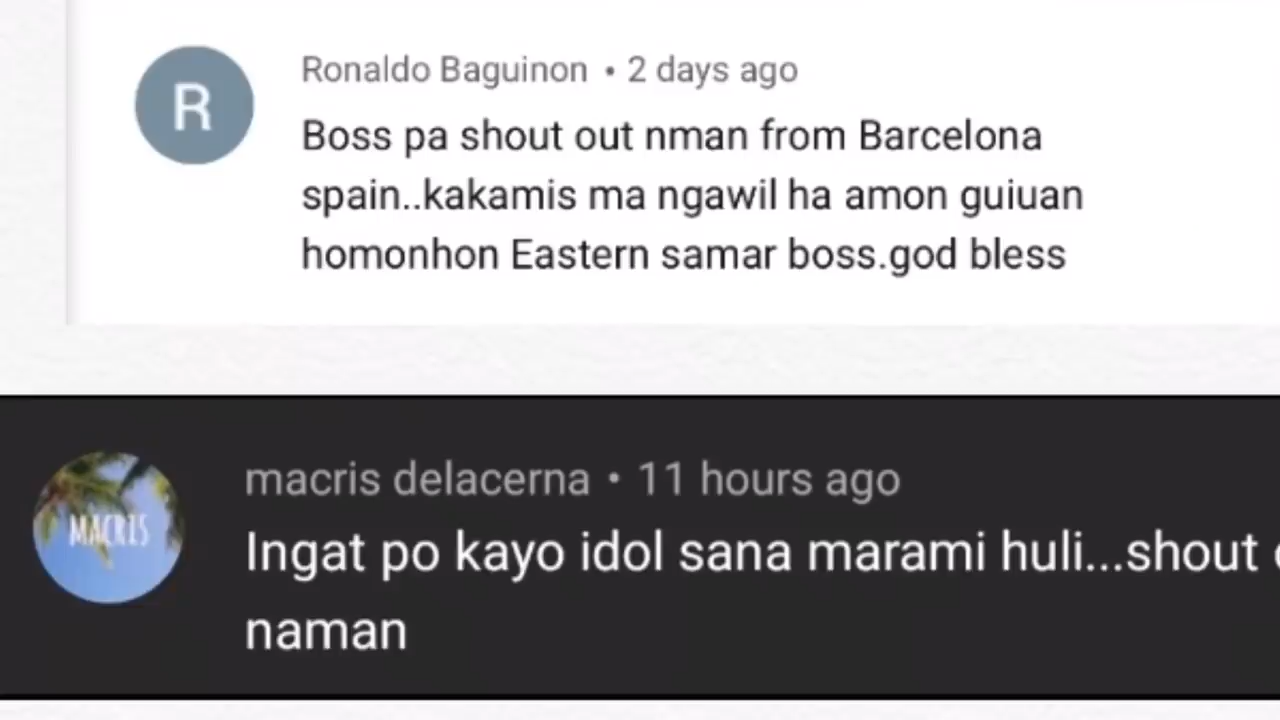 R
Ronaldo Baguinon • 2 days ago
Boss pa shout out nman from Barcelona
spain..kakamis ma ngawil ha amon guiuan
homonhon Eastern samar boss.god bless
MACRIS
macris delacerna • 11 hours ago
Ingat po kayo idol sana marami huli...shout
naman